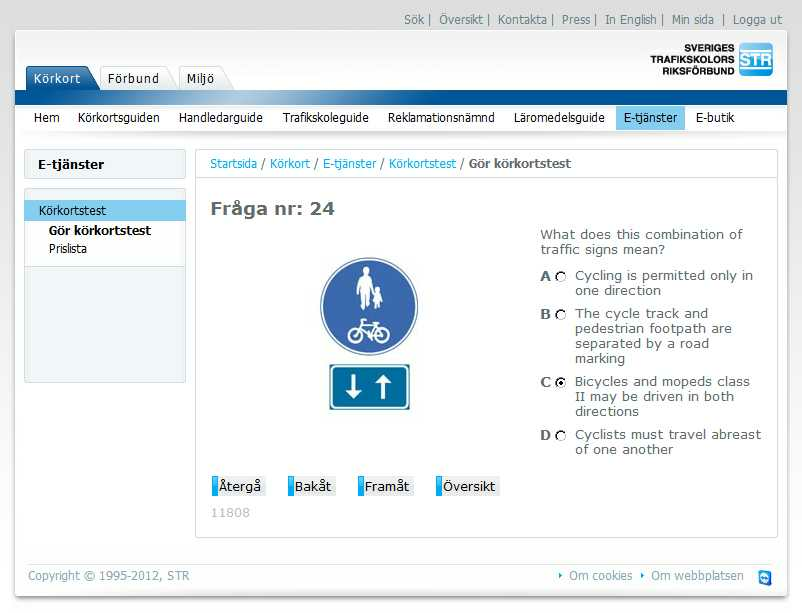 Sök | Översikt | Kontakta | Press | In English | Min sida | Logga ut
SVERIGES
TRAFIKSKOLORS
RIKSFÖRBUND
STR
Körkort Förbund Miljö
Hem Körkortsguiden Handledarguide Trafikskoleguide Reklamationsnämnd Läromedelsguide E-tjänster E-butik
E-tjänster
Körkortstest
Gör körkortstest
Prislista
Startsida / Körkort / E-tjänster / Körkortstest / Gör körkortstest
Fråga nr: 24
What does this combination of
traffic signs mean?
A Cycling is permitted only in
one direction
B The cycle track and
pedestrian footpath are
separated by a road
marking
C Bicycles and mopeds class
II may be driven in both
directions
D Cyclists must travel abreast
of one another
Återgå Bakåt Framåt Översikt
11808
Copyright © 1995-2012, STR
Om cookies Om webbplatsen